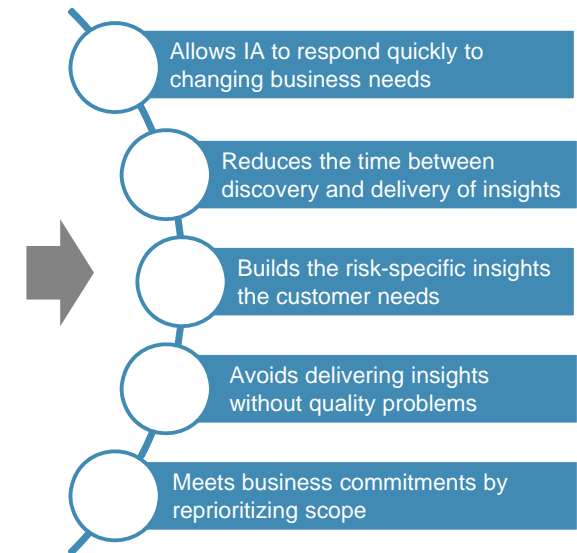 Allows IA to respond quickly to
changing business needs
Reduces the time between
discovery and delivery of insights
Builds the risk-specific insights
the customer needs
Avoids delivering insights
without quality problems
Meets business commitments by
reprioritizing scope